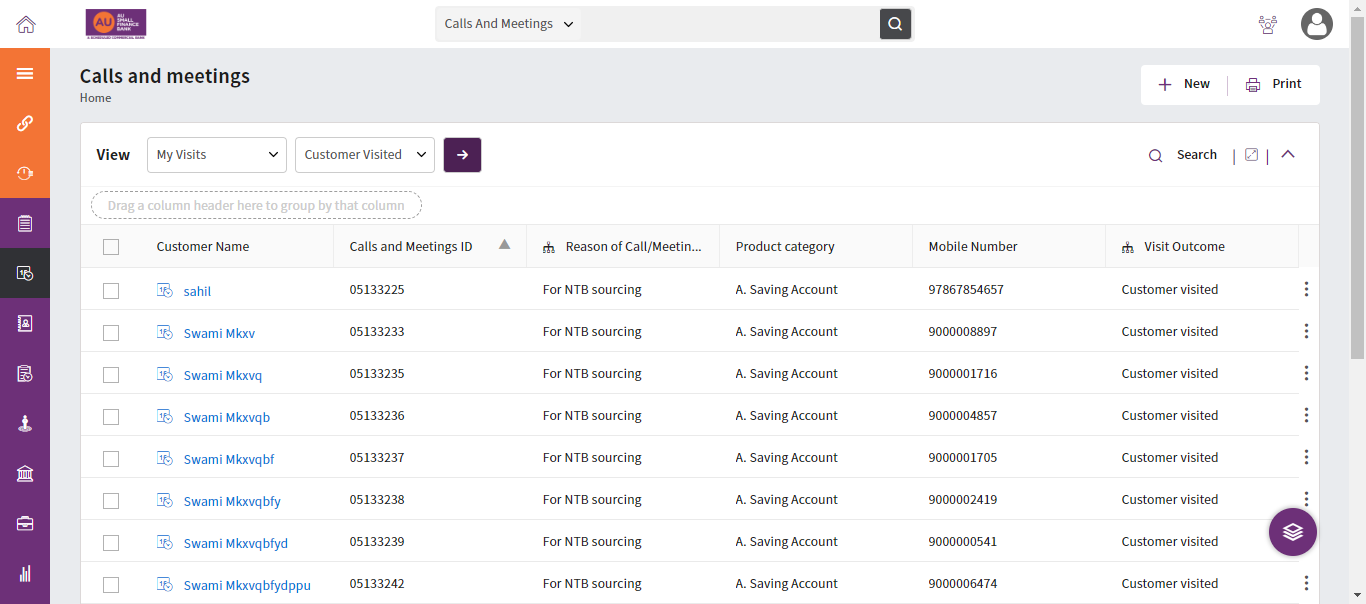 AU
AU
SMALL
FINANCE
BANK
A SCHEDULED COMMERCIAL BANK
Calls And Meetings
Calls and meetings
Home
New
Print
View
My Visits
Customer Visited
Search
Drag a column header here to group by that column
Customer Name Calls and Meetings ID Reason of Call/Meetin... Product category Mobile Number Visit Outcome
sahil 05133225 For NTB sourcing A. Saving Account 97867854657 Customer visited
Swami Mkxv 05133233 For NTB sourcing A. Saving Account 9000008897 Customer visited
Swami Mkxvq 05133235 For NTB sourcing A. Saving Account 9000001716 Customer visited
Swami Mkxvqb 05133236 For NTB sourcing A. Saving Account 9000004857 Customer visited
Swami Mkxvqbf 05133237 For NTB sourcing A. Saving Account 9000001705 Customer visited
Swami Mkxvqbfy 05133238 For NTB sourcing A. Saving Account 9000002419 Customer visited
Swami Mkxvqbfyd 05133239 For NTB sourcing A. Saving Account 9000000541 Customer visited
Swami Mkxvqbfydppu 05133242 For NTB sourcing A. Saving Account 9000006474 Customer visited